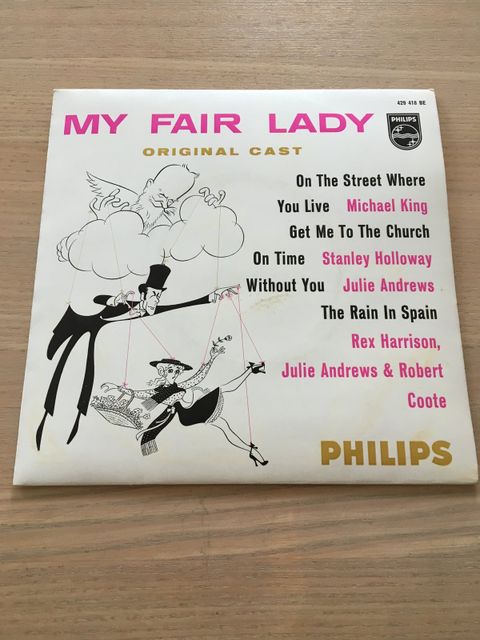 429 418 BE
MY FAIR LADY
PHILIPS
ORIGINAL CAST
On The Street Where
You Live Michael King
Get Me To The Church
On Time Stanley Holloway
Without You Julie Andrews
The Rain In Spain
Rex Harrison,
Julie Andrews & Robert
Coote
PHILIPS